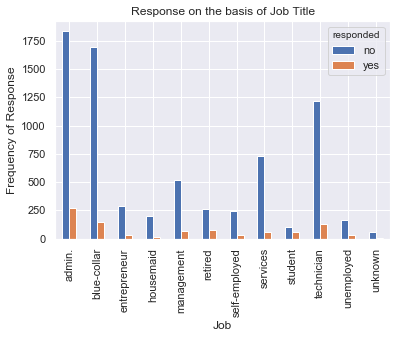 Response on the basis of Job Title
responded
no
yes
Frequency of Response
1750
1500
1250
1000
750
500
250
0
admin.
blue-collar
entrepreneur
housemaid
management
retired
self-employed
services
student
technician
unemployed
unknown
Job